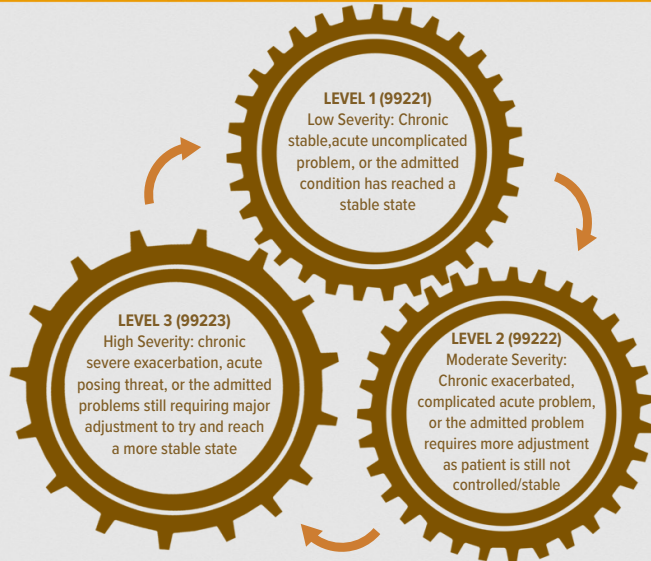 LEVEL 1 (99221)
Low Severity: Chronic
stable,acute uncomplicated
problem, or the admitted
condition has reached a
stable state
LEVEL 2 (99222)
Moderate Severity:
Chronic exacerbated,
complicated acute problem,
or the admitted problem
requires more adjustment
as patient is still not
controlled/stable
LEVEL 3 (99223)
High Severity: chronic
severe exacerbation, acute
posing threat, or the admitted
problems still requiring major
adjustment to try and reach
a more stable state